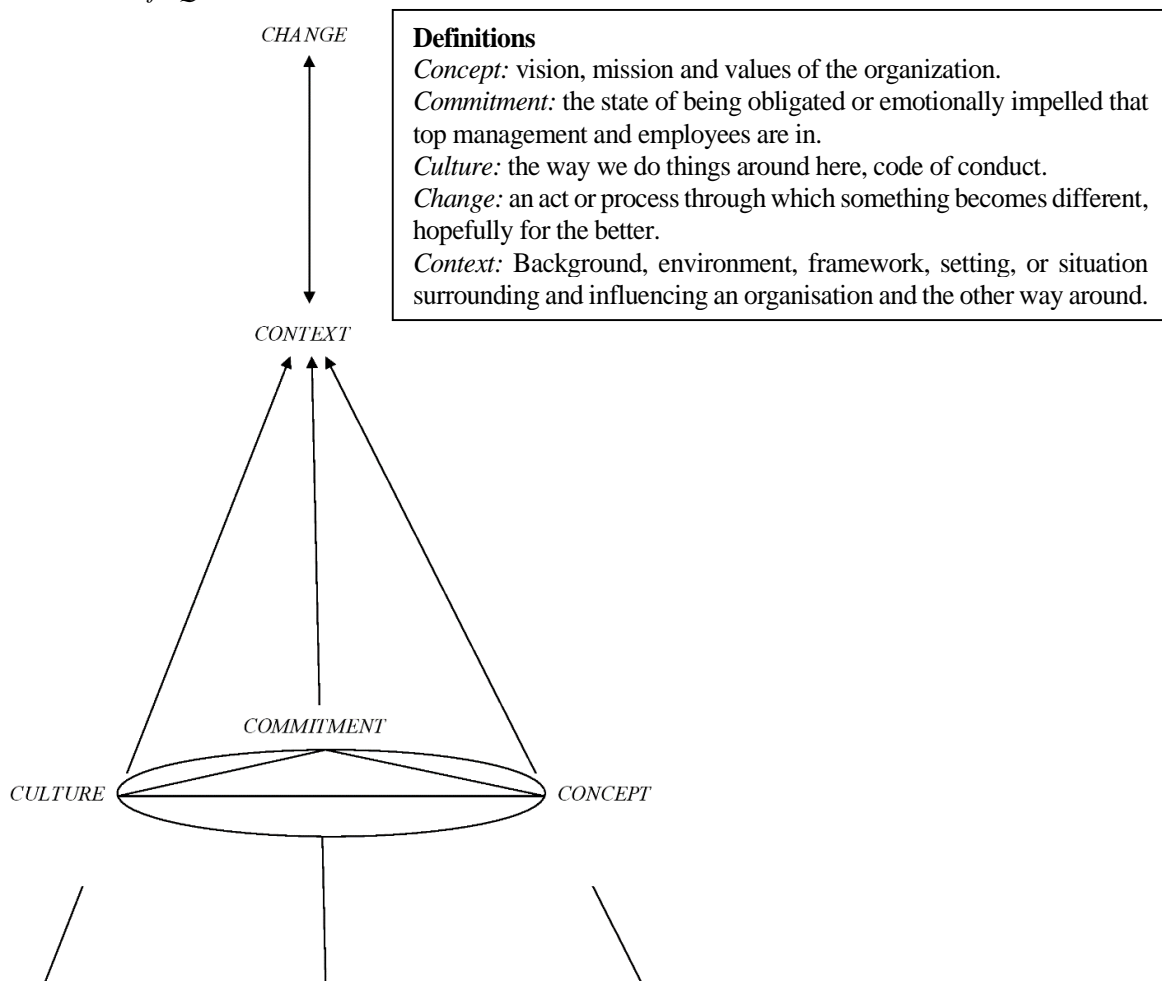 CHANGE
Definitions
Concept: vision, mission and values of the organization.
Commitment: the state of being obligated or emotionally impelled that
top management and employees are in.
Culture: the way we do things around here, code of conduct.
Change: an act or process through which something becomes different,
hopefully for the better.
Context: Background, environment, framework, setting, or situation
surrounding and influencing an organisation and the other way around.
CONTEXT
COMMITMENT
CULTURE
CONCEPT